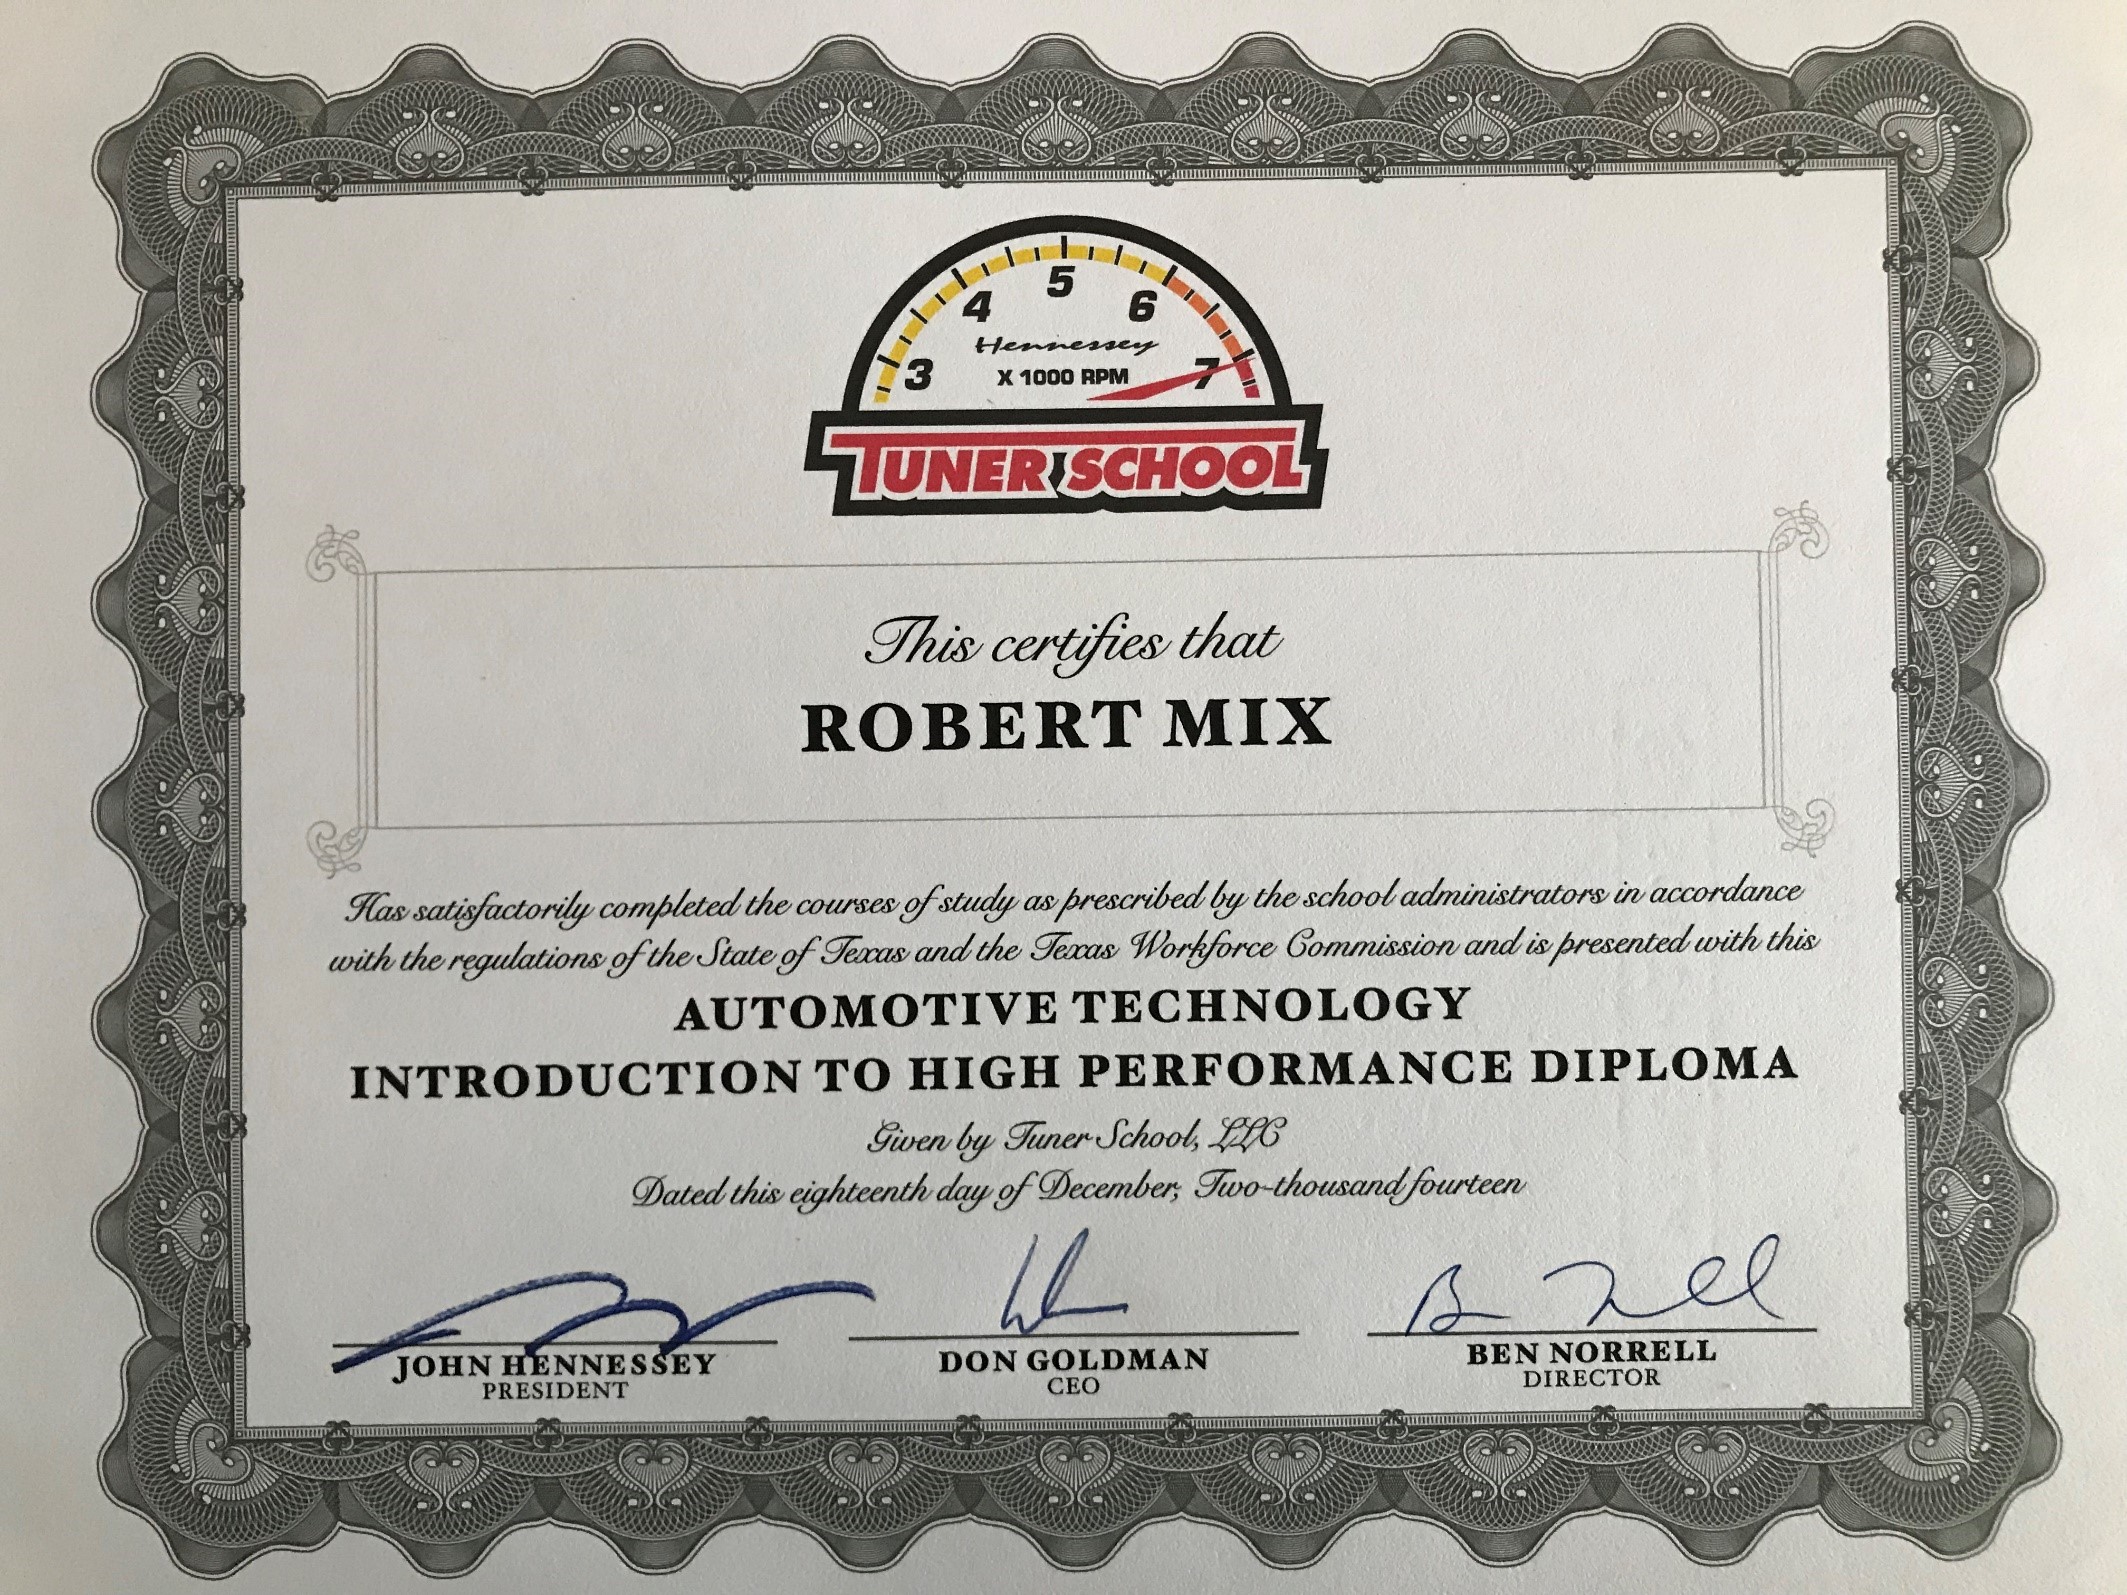 3 4 5 6 7
Hennessey
X 1000 RPM
TUNER SCHOOL
This certifies that
ROBERT MIX
Has satisfactorily completed the courses of study as prescribed by the school administrators in accordance
with the regulations of the State of Texas and the Texas Workforce Commission and is presented with this
AUTOMOTIVE TECHNOLOGY
INTRODUCTION TO HIGH PERFORMANCE DIPLOMA
Given by Tuner School, LLC
Dated this eighteenth day of December, Two-thousand fourteen
JOHN HENNESSEY DON GOLDMAN BEN NORRELL
PRESIDENT CEO DIRECTOR